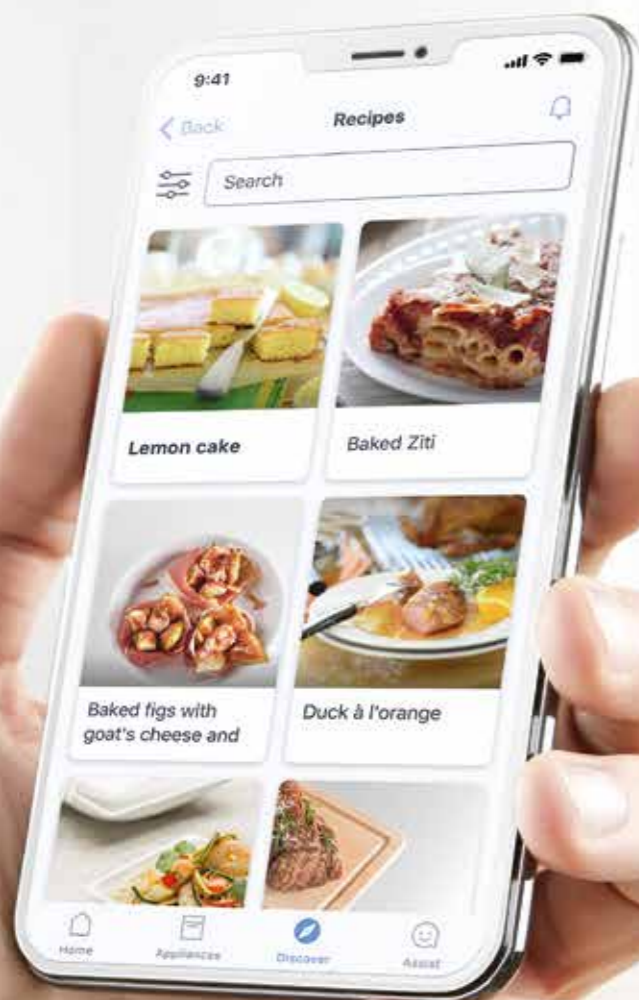 9:41
Back
Recipes
Search
Lemon cake
Baked Ziti
Baked figs with
goat's cheese and
Duck à l'orange
Home
Appliances
Discover
Assist